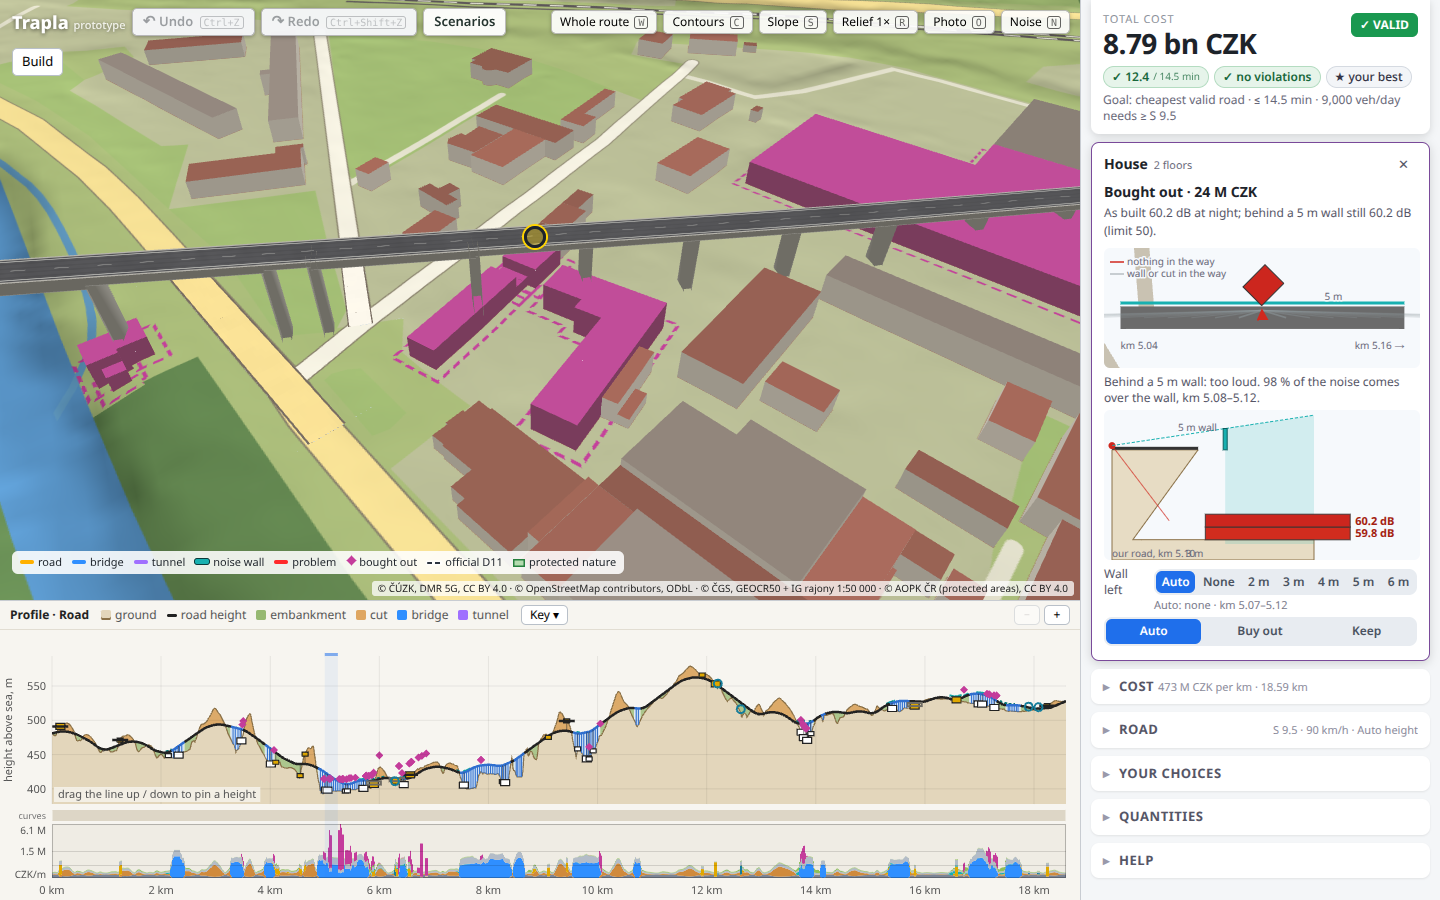 Trapla prototype
↶ Undo Ctrl+Z
↷ Redo Ctrl+Shift+Z
Scenarios
Whole route W
Contours C
Slope S
Relief 1× R
Photo O
Noise N
Build
road
bridge
tunnel
noise wall
problem
bought out
official D11
protected nature
© ČÚZK, DMR 5G, CC BY 4.0 · © OpenStreetMap contributors, ODbL · © ČGS, GEOCR50 + IG rajony 1:50 000 · © AOPK ČR (protected areas), CC BY 4.0
Profile · Road
ground
road height
embankment
cut
bridge
tunnel
Key ▾
−
+
height above sea, m
550
500
450
400
drag the line up / down to pin a height
curves
6.1 M
1.5 M
CZK/m
0 km
2 km
4 km
6 km
8 km
10 km
12 km
14 km
16 km
18 km
TOTAL COST
8.79 bn CZK
✓ VALID
✓ 12.4 / 14.5 min
✓ no violations
★ your best
Goal: cheapest valid road · ≤ 14.5 min · 9,000 veh/day
needs ≥ S 9.5
House 2 floors
✕
Bought out · 24 M CZK
As built 60.2 dB at night; behind a 5 m wall still 60.2 dB
(limit 50).
nothing in the way
wall or cut in the way
5 m
km 5.04
km 5.16 →
Behind a 5 m wall: too loud. 98 % of the noise comes
over the wall, km 5.08–5.12.
5 m wall
60.2 dB
59.8 dB
our road, km 5.
Wall
left
Auto
None
2 m
3 m
4 m
5 m
6 m
Auto: none · km 5.07–5.12
Auto
Buy out
Keep
▸ COST 473 M CZK per km · 18.59 km
▸ ROAD
S 9.5 · 90 km/h · Auto height
▸ YOUR CHOICES
▸ QUANTITIES
▸ HELP